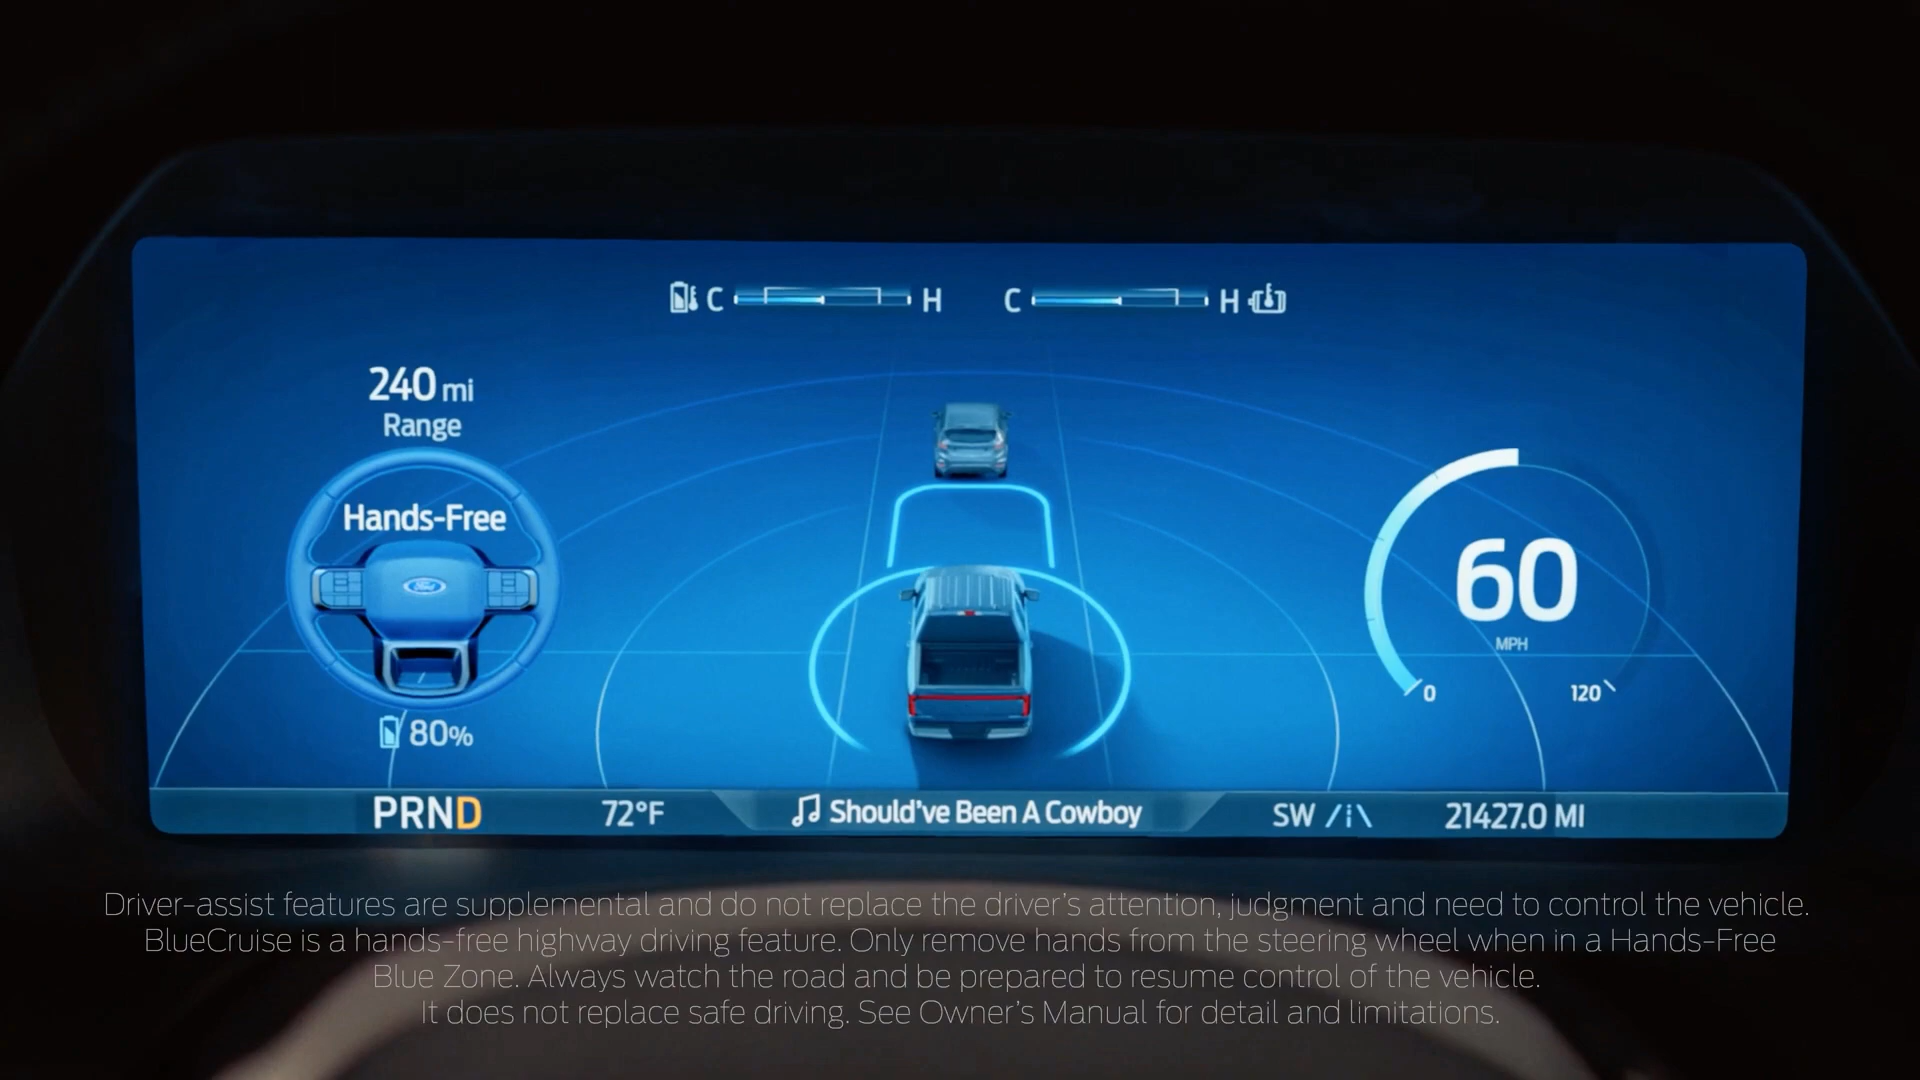 C H C H
240 mi
Range
Hands-Free
Ford
60
MPH
0 120
80%
PRND 72°F Should've Been A Cowboy SW 21427.0 MI
Driver-assist features are supplemental and do not replace the driver's attention, judgment and need to control the vehicle.
BlueCruise is a hands-free highway driving feature. Only remove hands from the steering wheel when in a Hands-Free
Blue Zone. Always watch the road and be prepared to resume control of the vehicle.
It does not replace safe driving. See Owner's Manual for detail and limitations.